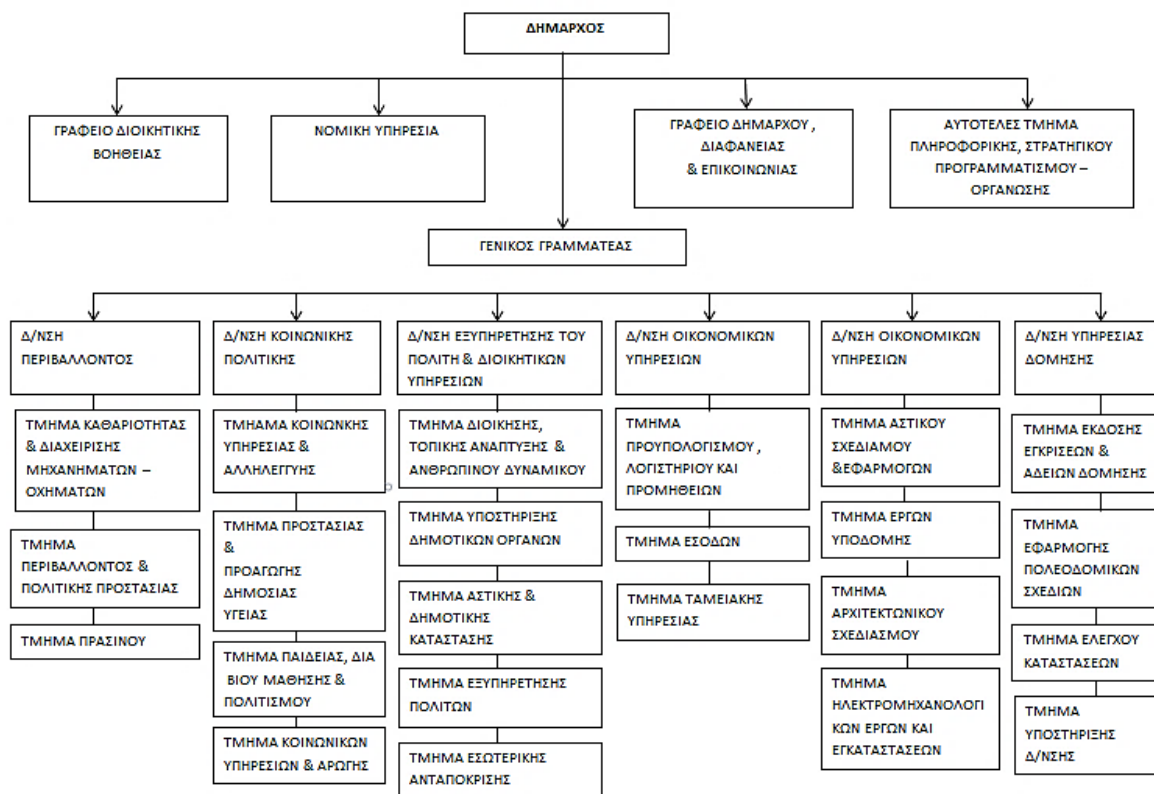 ΔΗΜΑΡΧΟΣ
ΓΡΑΦΕΙΟ ΔΙΟΙΚΗΤΙΚΗΣ
ΒΟΗΘΕΙΑΣ
ΝΟΜΙΚΗ ΥΠΗΡΕΣΙΑ
ΓΡΑΦΕΙΟ ΔΗΜΑΡΧΟΥ ,
ΔΙΑΦΑΝΕΙΑΣ
& ΕΠΙΚΟΙΝΩΝΙΑΣ
ΑΥΤΟΤΕΛΕΣ ΤΜΗΜΑ
ΠΛΗΡΟΦΟΡΙΚΗΣ, ΣΤΡΑΤΗΓΙΚΟΥ
ΠΡΟΓΡΑΜΜΑΤΙΣΜΟΥ –
ΟΡΓΑΝΩΣΗΣ
ΓΕΝΙΚΟΣ ΓΡΑΜΜΑΤΕΑΣ
Δ/ΝΣΗ
ΠΕΡΙΒΑΛΛΟΝΤΟΣ
ΤΜΗΜΑ ΚΑΘΑΡΙΟΤΗΤΑΣ
& ΔΙΑΧΕΙΡΙΣΗΣ
ΜΗΧΑΝΗΜΑΤΩΝ –
ΟΧΗΜΑΤΩΝ
ΤΜΗΜΑ
ΠΕΡΙΒΑΛΛΟΝΤΟΣ &
ΠΟΛΙΤΙΚΗΣ ΠΡΟΣΤΑΣΙΑΣ
ΤΜΗΜΑ ΠΡΑΣΙΝΟΥ
Δ/ΝΣΗ ΚΟΙΝΩΝΙΚΗΣ
ΠΟΛΙΤΙΚΗΣ
ΤΜΗΑΜΑ ΚΟΙΝΩΝΚΗΣ
ΥΠΗΡΕΣΙΑΣ &
ΑΛΛΗΛΕΓΓΥΗΣ
ΤΜΗΜΑ ΠΡΟΣΤΑΣΙΑΣ
&
ΠΡΟΑΓΩΓΗΣ
ΔΗΜΟΣΙΑΣ
ΥΓΕΙΑΣ
ΤΜΗΜΑ ΠΑΙΔΕΙΑΣ, ΔΙΑ
ΒΙΟΥ ΜΑΘΗΣΗΣ &
ΠΟΛΙΤΙΣΜΟΥ
ΤΜΗΜΑ ΚΟΙΝΩΝΙΚΩΝ
ΥΠΗΡΕΣΙΩΝ & ΑΡΩΓΗΣ
Δ/ΝΣΗ ΕΞΥΠΗΡΕΤΗΣΗΣ ΤΟΥ
ΠΟΛΙΤΗ & ΔΙΟΙΚΗΤΙΚΩΝ
ΥΠΗΡΕΣΙΩΝ
ΤΜΗΜΑ ΔΙΟΙΚΗΣΗΣ,
ΤΟΠΙΚΗΣ ΑΝΑΠΤΥΞΗΣ &
ΑΝΘΡΩΠΙΝΟΥ ΔΥΝΑΜΙΚΟΥ
ΤΜΗΜΑ ΥΠΟΣΤΗΡΙΞΗΣ
ΔΗΜΟΤΙΚΩΝ ΟΡΓΑΝΩΝ
ΤΜΗΜΑ ΑΣΤΙΚΗΣ &
ΔΗΜΟΤΙΚΗΣ
ΚΑΤΑΣΤΑΣΗΣ
ΤΜΗΜΑ ΕΞΥΠΗΡΕΤΗΣΗΣ
ΠΟΛΙΤΩΝ
ΤΜΗΜΑ ΕΣΩΤΕΡΙΚΗΣ
ΑΝΤΑΠΟΚΡΙΣΗΣ
Δ/ΝΣΗ ΟΙΚΟΝΟΜΙΚΩΝ
ΥΠΗΡΕΣΙΩΝ
ΤΜΗΜΑ
ΠΡΟΥΠΟΛΟΓΙΣΜΟΥ ,
ΛΟΓΙΣΤΗΡΙΟΥ ΚΑΙ
ΠΡΟΜΗΘΕΙΩΝ
ΤΜΗΜΑ ΕΣΟΔΩΝ
ΤΜΗΜΑ ΤΑΜΕΙΑΚΗΣ
ΥΠΗΡΕΣΙΑΣ
Δ/ΝΣΗ ΟΙΚΟΝΟΜΙΚΩΝ
ΥΠΗΡΕΣΙΩΝ
ΤΜΗΜΑ ΑΣΤΙΚΟΥ
ΣΧΕΔΙΑΜΟΥ
&ΕΦΑΡΜΟΓΩΝ
ΤΜΗΜΑ ΕΡΓΩΝ
ΥΠΟΔΟΜΗΣ
ΤΜΗΜΑ
ΑΡΧΙΤΕΚΤΩΝΙΚΟΥ
ΣΧΕΔΙΑΣΜΟΥ
ΤΜΗΜΑ
ΗΛΕΚΤΡΟΜΗΧΑΝΟΛΟΓΙ
ΚΩΝ ΕΡΓΩΝ ΚΑΙ
ΕΓΚΑΤΑΣΤΑΣΕΩΝ
Δ/ΝΣΗ ΥΠΗΡΕΣΙΑΣ
ΔΟΜΗΣΗΣ
ΤΜΗΜΑ ΕΚΔΟΣΗΣ
ΕΓΚΡΙΣΕΩΝ &
ΑΔΕΙΩΝ ΔΟΜΗΣΗΣ
ΤΜΗΜΑ
ΕΦΑΡΜΟΓΗΣ
ΠΟΛΕΟΔΟΜΙΚΩΝ
ΣΧΕΔΙΩΝ
ΤΜΗΜΑ ΕΛΕΓΧΟΥ
ΚΑΤΑΣΤΑΣΕΩΝ
ΤΜΗΜΑ
ΥΠΟΣΤΗΡΙΞΗΣ
Δ/ΝΣΗΣ